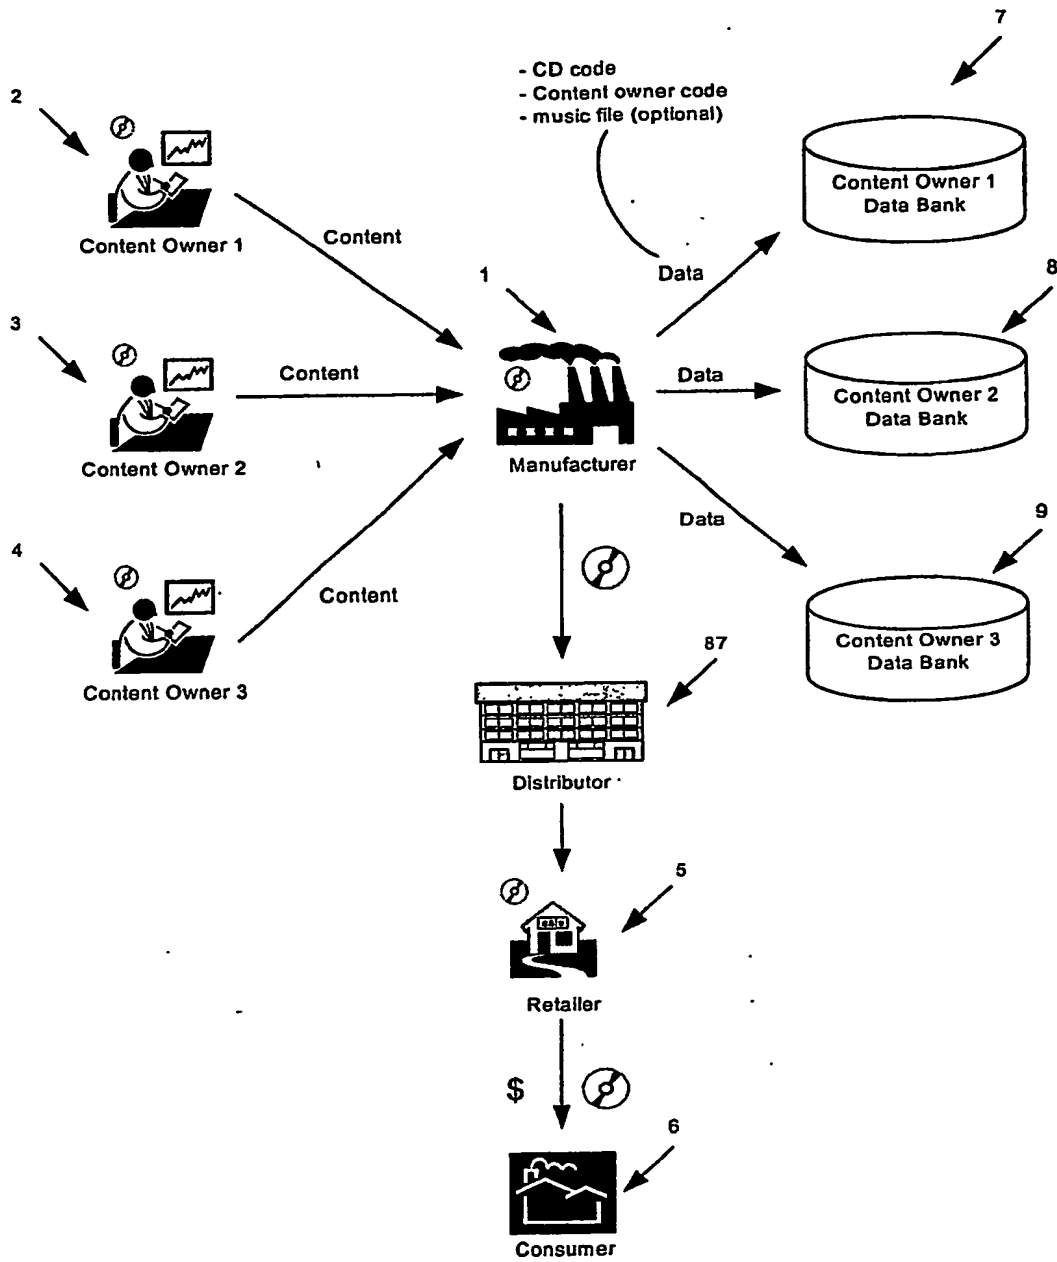 7
- CD code
- Content owner code
- music file (optional)
2
Content Owner 1
Data Bank
Content Owner 1
Content
Data
1
8
3
Content
Data
Content Owner 2
Data Bank
Content Owner 2
Manufacturer
Data
9
4
Content
Content Owner 3
Data Bank
87
Content Owner 3
Distributor
5
Retailer
$
6
Consumer